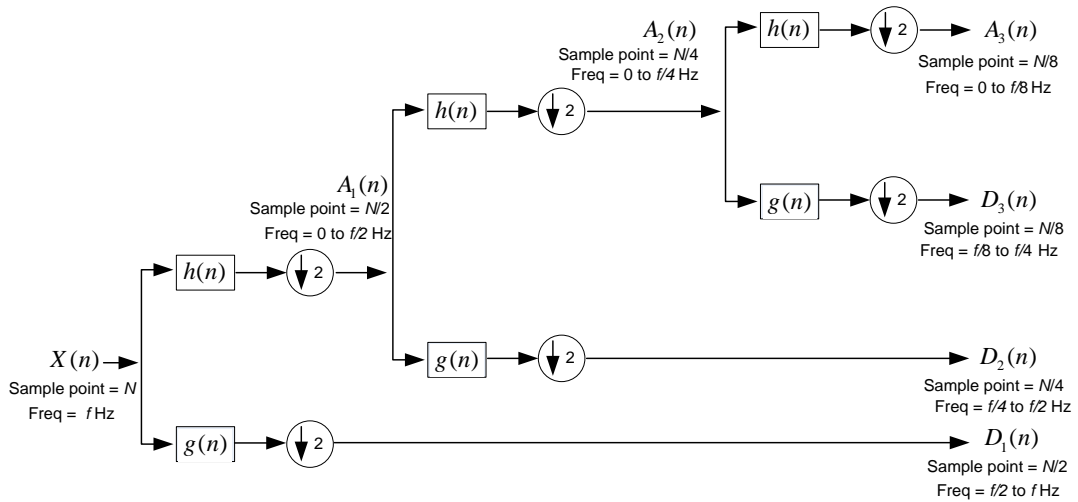 h(n)
2
A₃(n)
Sample point = N/8
Freq = 0 to f/8 Hz
A₂(n)
Sample point = N/4
Freq = 0 to f/4 Hz
h(n)
2
g(n)
2
D₃(n)
Sample point = N/8
Freq = f/8 to f/4 Hz
A₁(n)
Sample point = N/2
Freq = 0 to f/2 Hz
h(n)
2
g(n)
2
D₂(n)
Sample point = N/4
Freq = f/4 to f/2 Hz
X(n)
Sample point = N
Freq = f Hz
g(n)
2
D₁(n)
Sample point = N/2
Freq = f/2 to f Hz